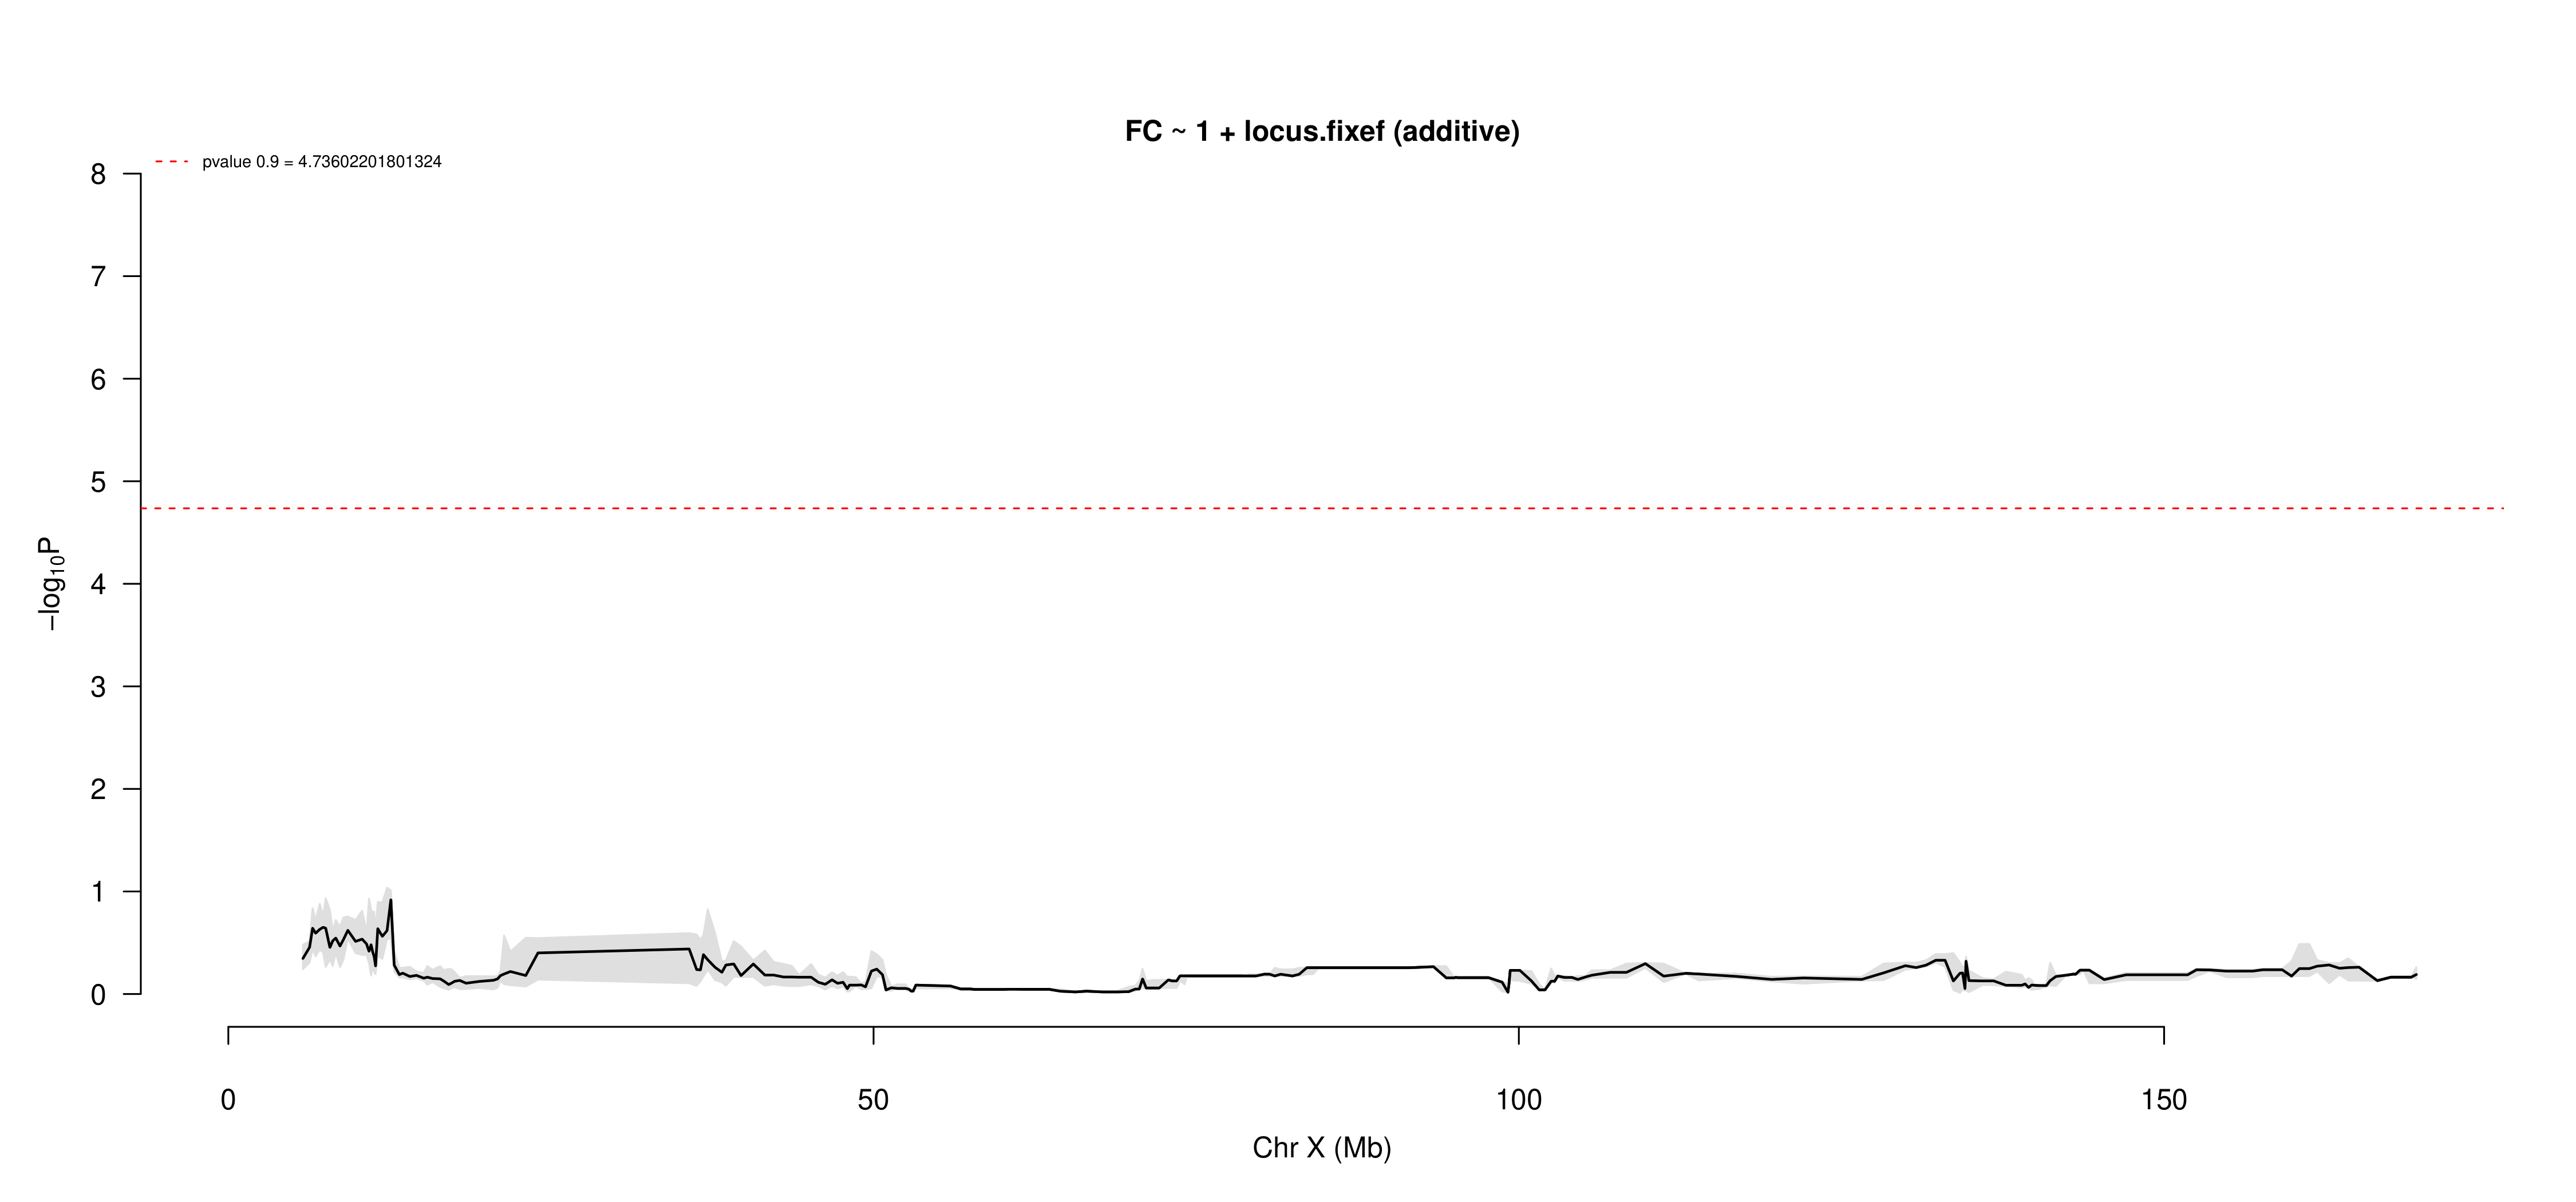 FC ~ 1 + locus.fixef (additive)
pvalue 0.9 = 4.73602201801324
8
7
6
5
4
3
2
1
0
−log10P
0 50 100 150
Chr X (Mb)